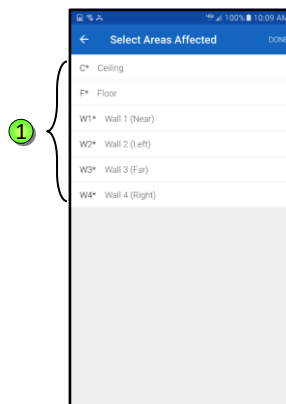 100% 10:09 AM
← Select Areas Affected DONE
C* Ceiling
F* Floor
W1* Wall 1 (Near)
W2* Wall 2 (Left)
W3* Wall 3 (Far)
W4* Wall 4 (Right)
1